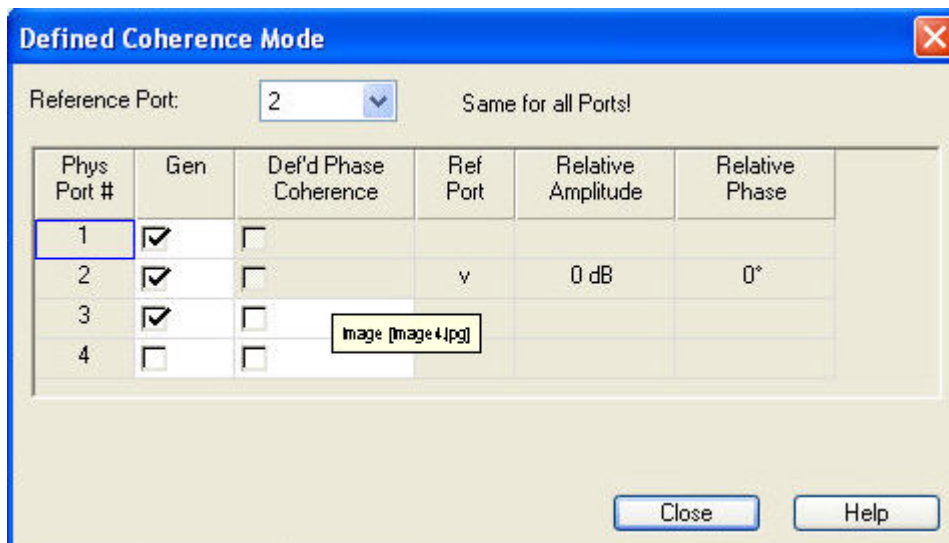 Defined Coherence Mode
Reference Port: 2 Same for all Ports!
Phys Port # Gen Def'd Phase Coherence Ref Port Relative Amplitude Relative Phase
1
2 v 0 dB 0°
3
Image [Image4.jpg]
4
Close Help